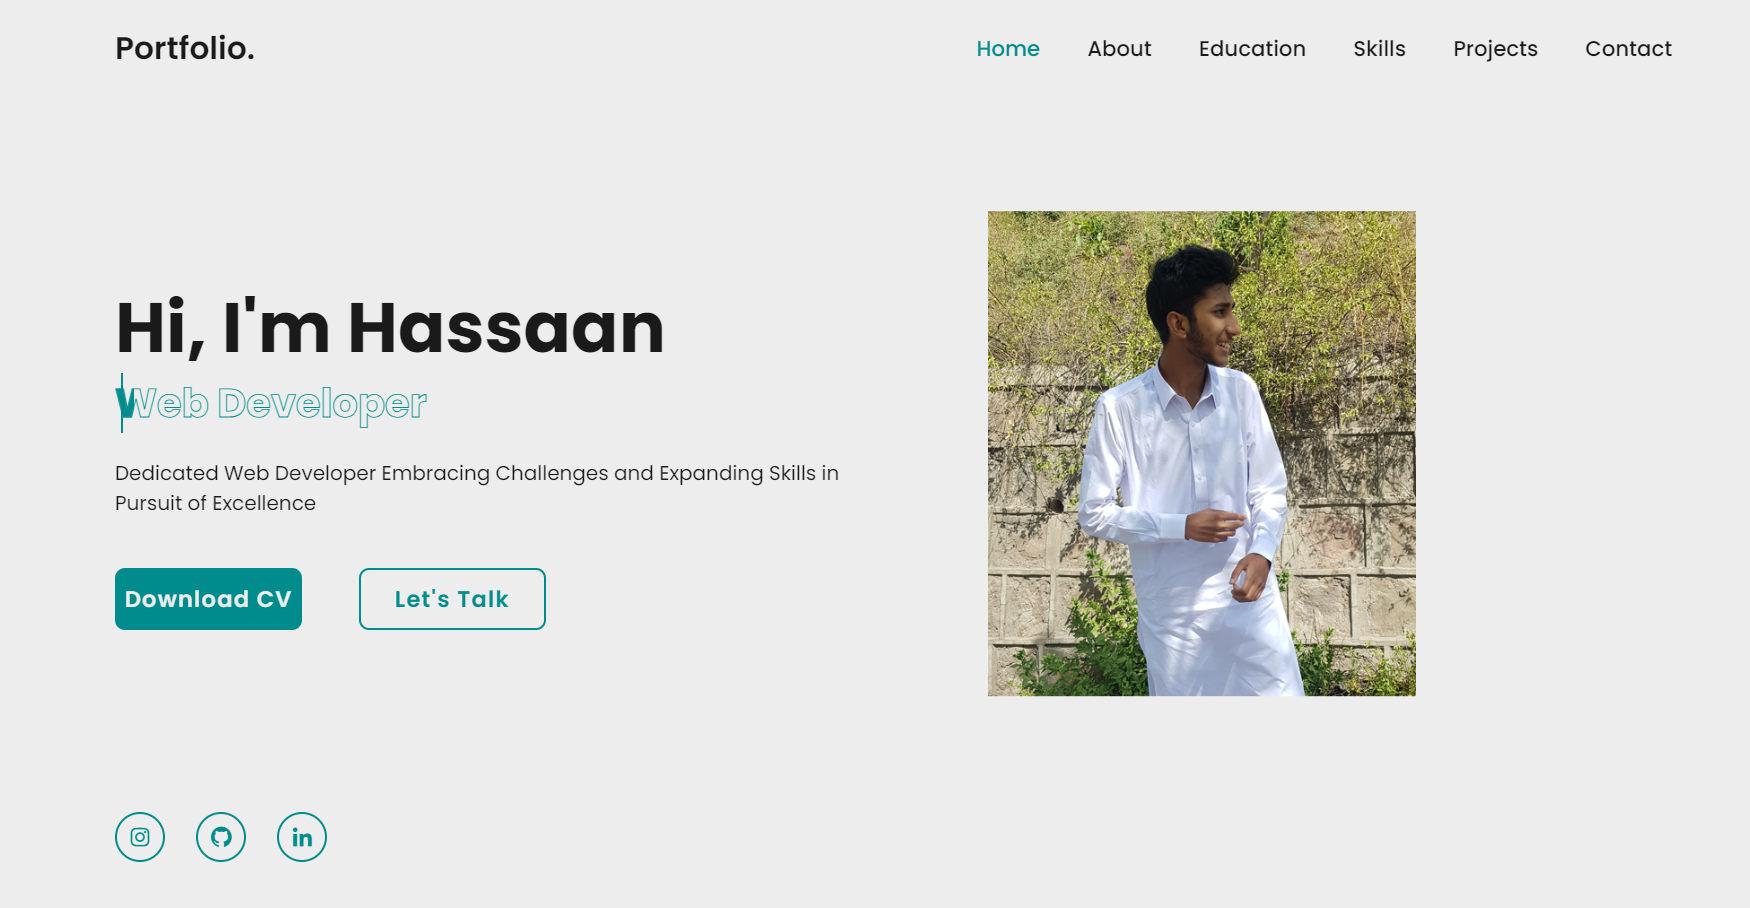 Portfolio.
Home About Education Skills Projects Contact
Hi, I'm Hassaan
Web Developer
Dedicated Web Developer Embracing Challenges and Expanding Skills in
Pursuit of Excellence
Download CV Let's Talk